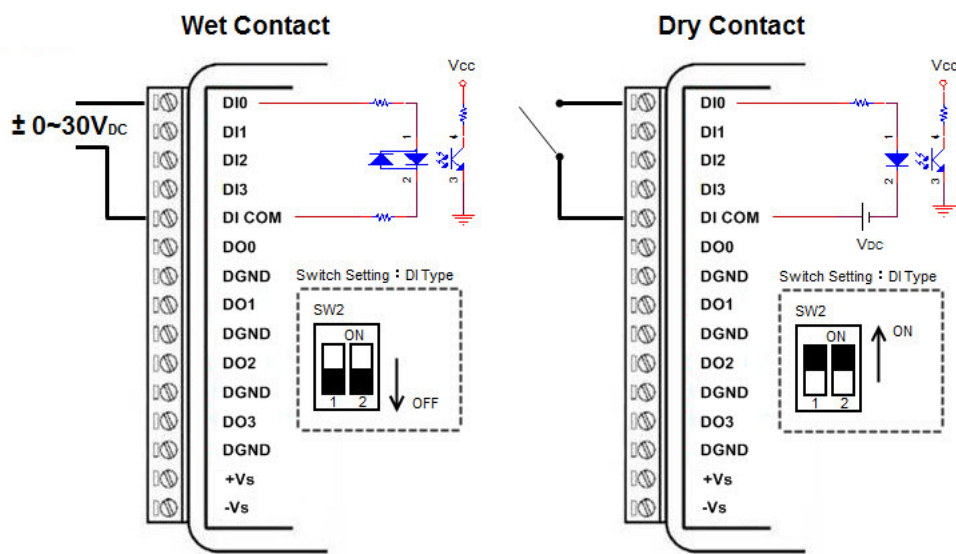 Wet Contact
± 0~30VDC
DI0
DI1
DI2
DI3
DI COM
DO0
DGND
DO1
DGND
DO2
DGND
DO3
DGND
+Vs
-Vs
Vcc
1
4
2
3
Switch Setting : DI Type
SW2
ON
1 2
OFF
Dry Contact
DI0
DI1
DI2
DI3
DI COM
DO0
DGND
DO1
DGND
DO2
DGND
DO3
DGND
+Vs
-Vs
Vcc
1
4
2
3
VDC
Switch Setting : DI Type
SW2
ON
1 2
ON